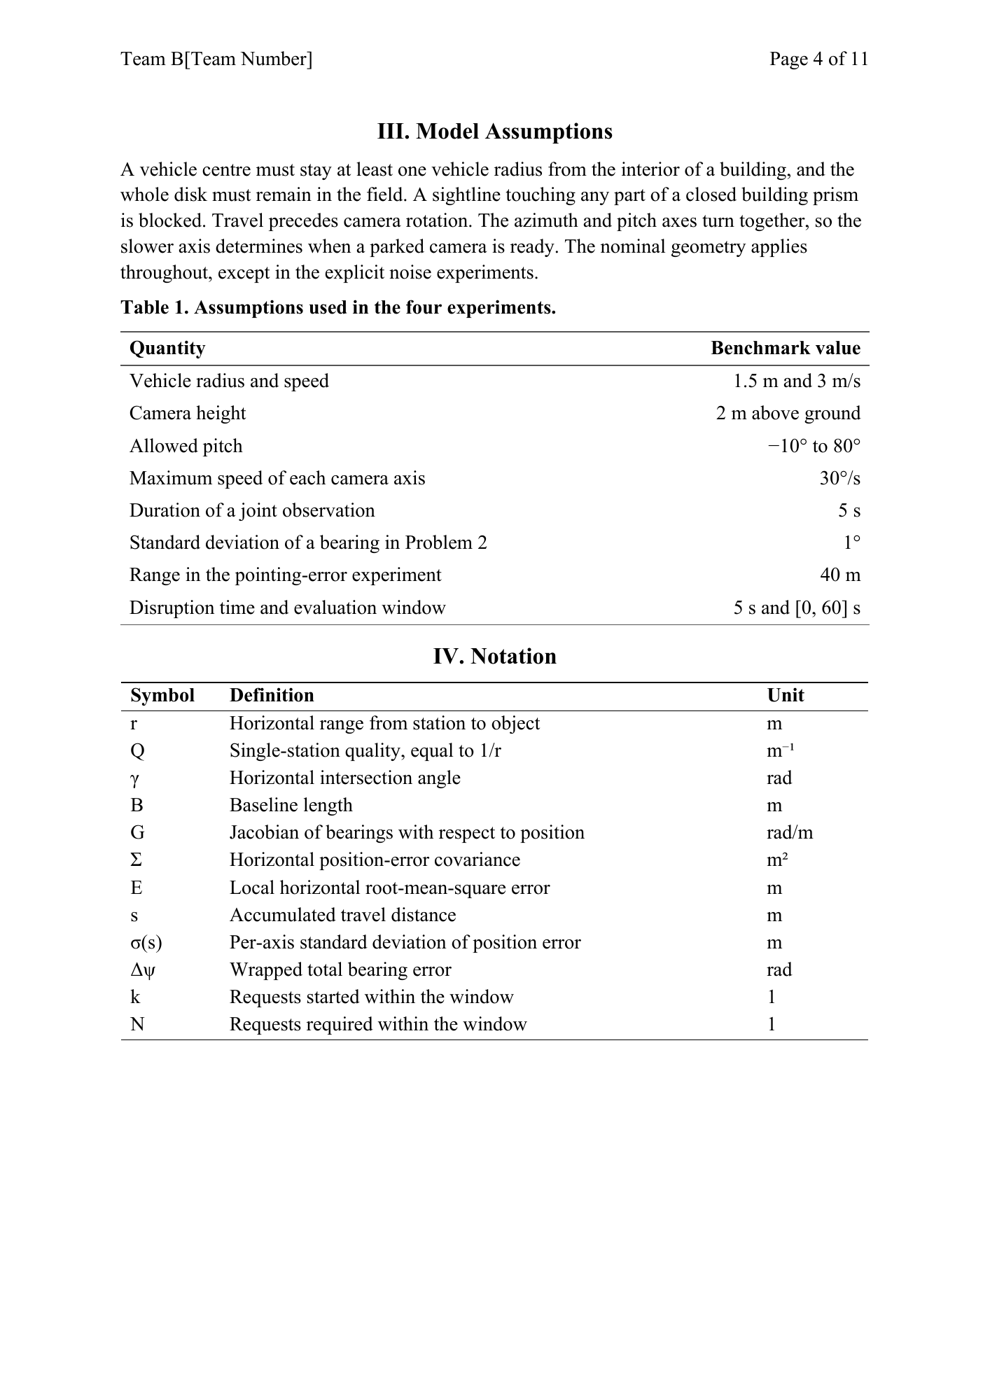 Team B[Team Number] Page 4 of 11
III. Model Assumptions
A vehicle centre must stay at least one vehicle radius from the interior of a building, and the
whole disk must remain in the field. A sightline touching any part of a closed building prism
is blocked. Travel precedes camera rotation. The azimuth and pitch axes turn together, so the
slower axis determines when a parked camera is ready. The nominal geometry applies
throughout, except in the explicit noise experiments.
Table 1. Assumptions used in the four experiments.
Quantity Benchmark value
Vehicle radius and speed 1.5 m and 3 m/s
Camera height 2 m above ground
Allowed pitch −10° to 80°
Maximum speed of each camera axis 30°/s
Duration of a joint observation 5 s
Standard deviation of a bearing in Problem 2 1°
Range in the pointing-error experiment 40 m
Disruption time and evaluation window 5 s and [0, 60] s
IV. Notation
Symbol Definition Unit
r Horizontal range from station to object m
Q Single-station quality, equal to 1/r m⁻¹
γ Horizontal intersection angle rad
B Baseline length m
G Jacobian of bearings with respect to position rad/m
Σ Horizontal position-error covariance m²
E Local horizontal root-mean-square error m
s Accumulated travel distance m
σ(s) Per-axis standard deviation of position error m
Δψ Wrapped total bearing error rad
k Requests started within the window 1
N Requests required within the window 1